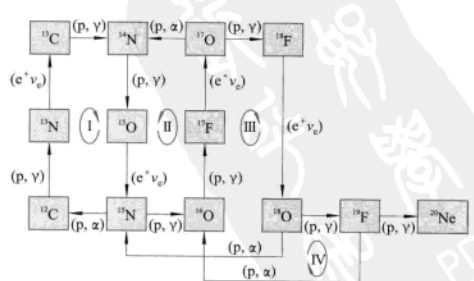 ¹³C (p, γ) ¹⁴N (p, α) ¹⁷O (p, γ) ¹⁸F
(e⁺νₑ) (p, γ) (e⁺νₑ) (e⁺νₑ)
¹³N I ¹⁵O II ¹⁷F III
(p, γ) (e⁺νₑ) (p, γ)
¹²C (p, α) ¹⁵N (p, γ) ¹⁶O ¹⁸O (p, γ) ¹⁹F (p, γ) ²⁰Ne
(p, α) IV
(p, α)